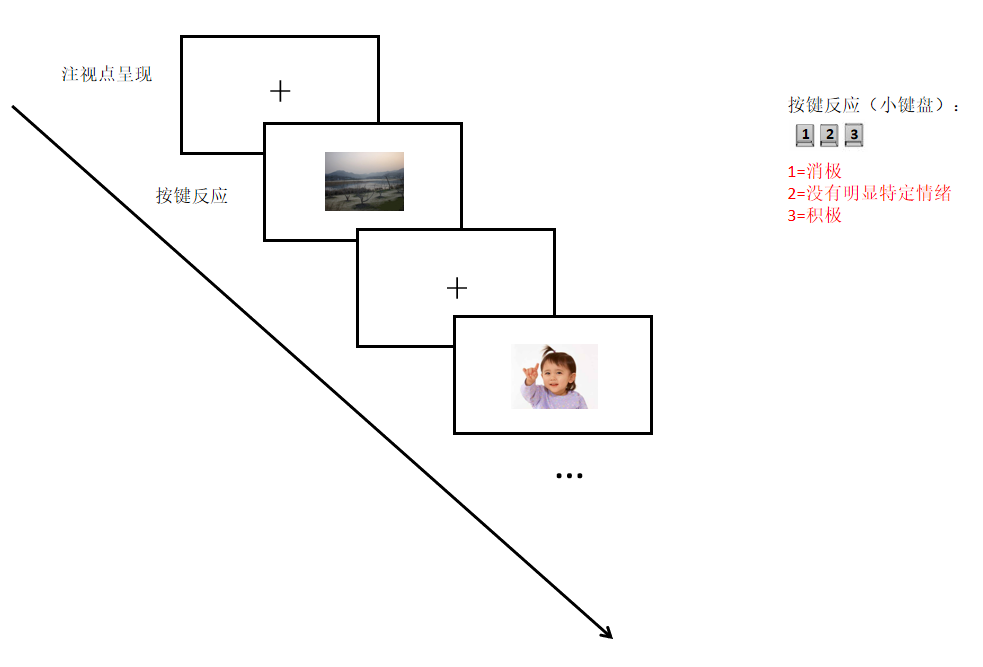 注视点呈现
按键反应
...
按键反应（小键盘）：
1 2 3
1=消极
2=没有明显特定情绪
3=积极